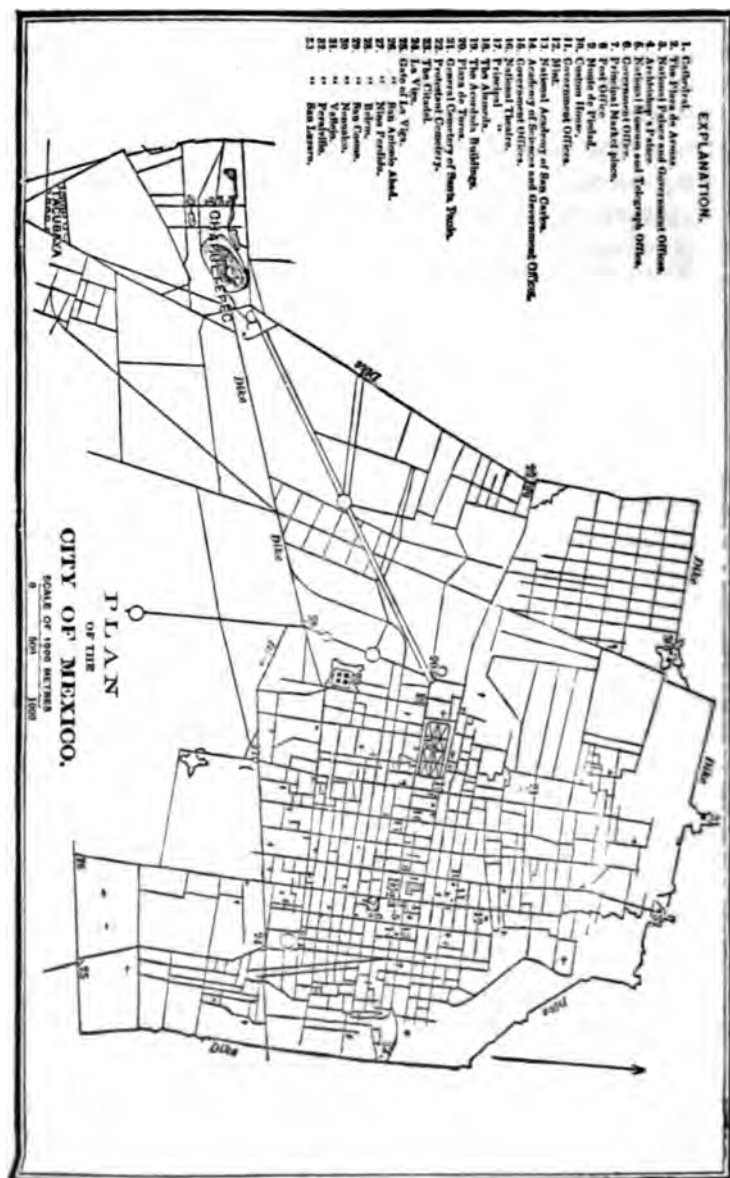 EXPLANATION.
1. Cathedral.
2. The Plaza de Armas
3. National Palace and Government Offices.
4. Archbishop's Palace.
5. National Museum and Telegraph Office.
6. Government Office.
7. Principal Market place.
8. Post Office.
9. Monte de Piedad.
10. Custom House.
11. Government Offices.
12. Mint.
13. National Academy of San Carlos.
14. Academy of Sciences and Government Offices.
15. Government Offices.
16. National Theatre.
17. Principal "
18. The Alameda.
19. The Acordada Buildings.
20. Plaza de Toros.
21. General Cemetery of Santa Paula.
22. Protestant Cemetery.
23. The Citadel.
24. La Viga.
25. Gate of La Viga.
26. " San Antonio Abad.
27. " Nino Perdido.
28. " Belem.
29. " San Cosme.
30. " Nonoalco.
31. " Vallejo.
32. " Peralvillo.
33. " San Lazaro.
CHAPULTEPEC
TACUBAYA
Dike
Dike
Dike
Dike
Dike
Dike
Dike
PLAN
OF THE
CITY OF MEXICO.
SCALE OF 1000 METRES
0 500 1000